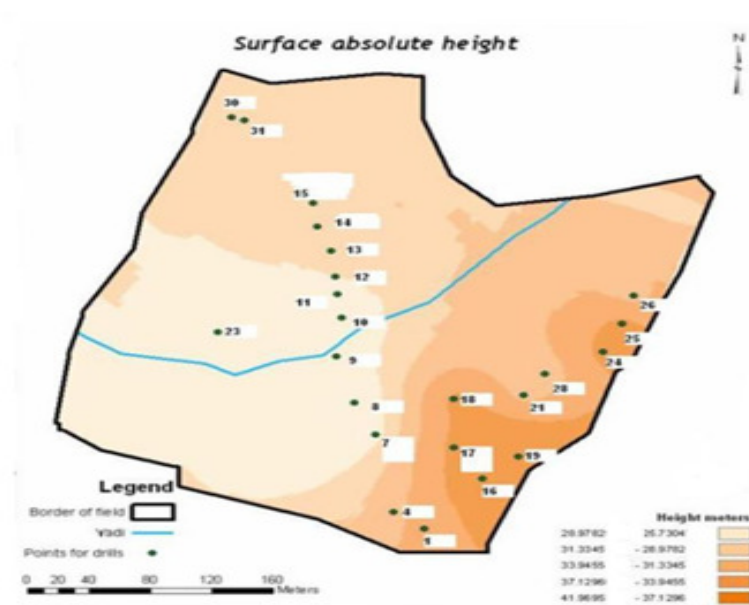 Surface absolute height
N
30
31
15
14
13
12
11
10
23
9
8
7
26
25
24
28
21
18
17
19
16
4
1
Legend
Border of field
Vadi
Points for drills
0 20 40 80 120 160
Meters
Height meters
28.9782 25.7304
31.3345 - 28.9782
33.9455 - 31.3345
37.1296 - 33.9455
41.9695 - 37.1296